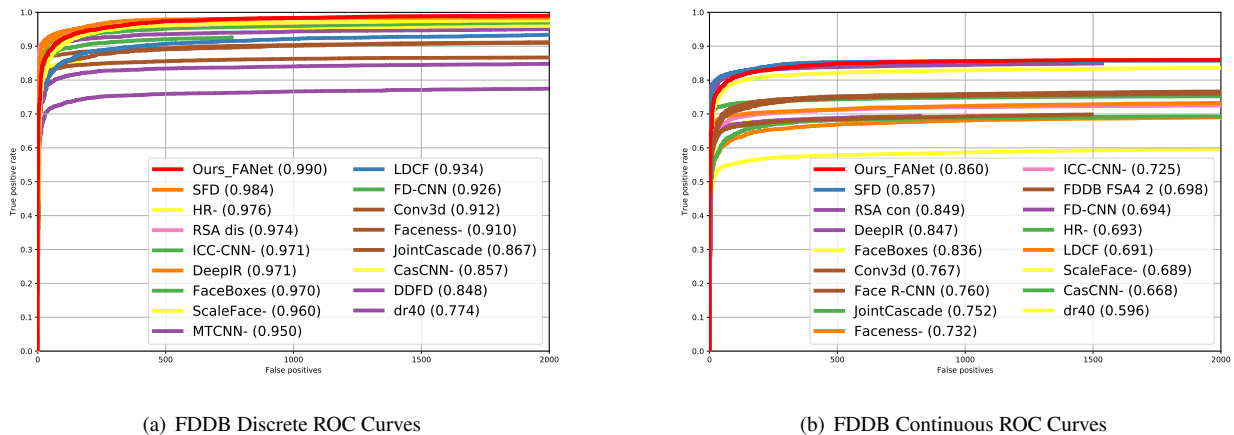 1.0
0.9
0.8
0.7
0.6
0.5
0.4
0.3
0.2
0.1
0.0
True positive rate
Ours_FANet (0.990)
SFD (0.984)
HR- (0.976)
RSA dis (0.974)
ICC-CNN- (0.971)
DeepIR (0.971)
FaceBoxes (0.970)
ScaleFace- (0.960)
MTCNN- (0.950)
LDCF (0.934)
FD-CNN (0.926)
Conv3d (0.912)
Faceness- (0.910)
JointCascade (0.867)
CasCNN- (0.857)
DDFD (0.848)
dr40 (0.774)
0 500 1000 1500 2000
False positives
(a) FDDB Discrete ROC Curves
1.0
0.9
0.8
0.7
0.6
0.5
0.4
0.3
0.2
0.1
0.0
True positive rate
Ours_FANet (0.860)
SFD (0.857)
RSA con (0.849)
DeepIR (0.847)
FaceBoxes (0.836)
Conv3d (0.767)
Face R-CNN (0.760)
JointCascade (0.752)
Faceness- (0.732)
ICC-CNN- (0.725)
FDDB FSA4 2 (0.698)
FD-CNN (0.694)
HR- (0.693)
LDCF (0.691)
ScaleFace- (0.689)
CasCNN- (0.668)
dr40 (0.596)
0 500 1000 1500 2000
False positives
(b) FDDB Continuous ROC Curves